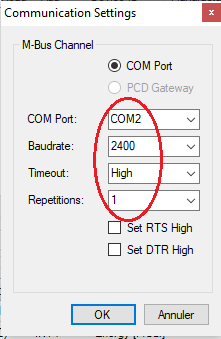 Communication Settings
M-Bus Channel
COM Port
PCD Gateway
COM Port: COM2
Baudrate: 2400
Timeout: High
Repetitions: 1
Set RTS High
Set DTR High
OK Annuler